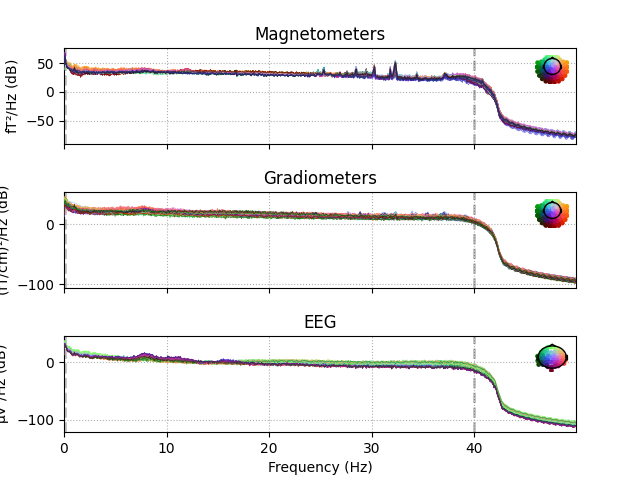 Magnetometers
fT²/Hz (dB)
50
0
−50
Gradiometers
(fT/cm)²/Hz (dB)
0
−100
EEG
µV²/Hz (dB)
0
−100
0 10 20 30 40
Frequency (Hz)